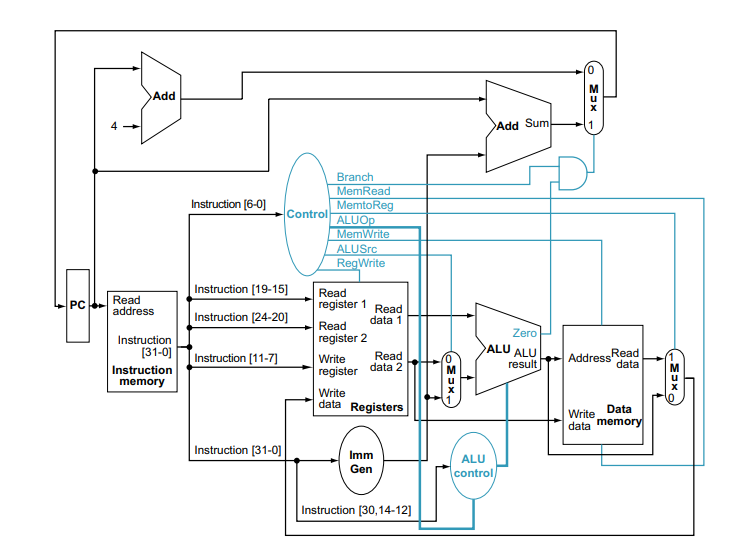 Add
4
Add Sum
0
M
u
x
1
Branch
MemRead
MemtoReg
ALUOp
MemWrite
ALUSrc
RegWrite
Control
Instruction [6-0]
Instruction [19-15]
Instruction [24-20]
Instruction [11-7]
Instruction [31-0]
Instruction [30,14-12]
PC
Read
address
Instruction
[31-0]
Instruction
memory
Read
register 1
Read
register 2
Write
register
Write
data
Read
data 1
Read
data 2
Registers
Imm
Gen
0
M
u
x
1
Zero
ALU
ALU
result
ALU
control
Address
Read
data
Write
data
Data
memory
1
M
u
x
0